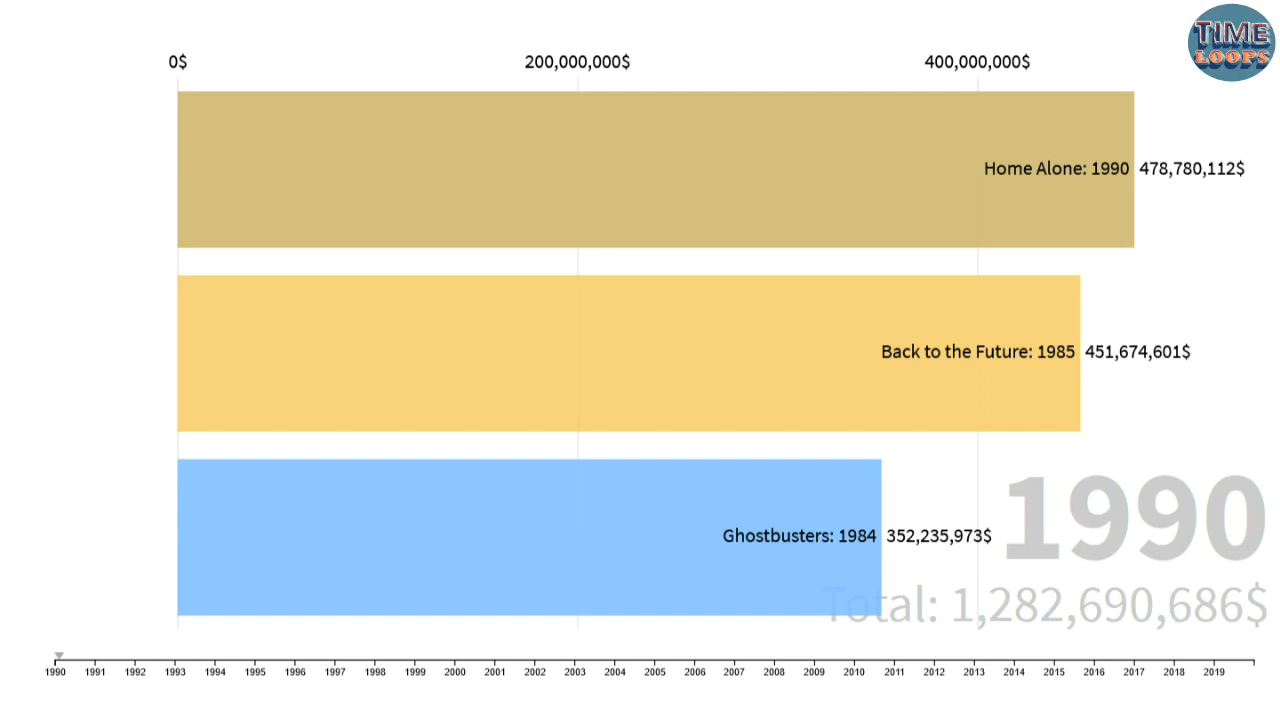 TIME
LOOPS
0$ 200,000,000$ 400,000,000$
Home Alone: 1990 478,780,112$
Back to the Future: 1985 451,674,601$
Ghostbusters: 1984 352,235,973$
1990
Total: 1,282,690,686$
1990 1991 1992 1993 1994 1995 1996 1997 1998 1999 2000 2001 2002 2003 2004 2005 2006 2007 2008 2009 2010 2011 2012 2013 2014 2015 2016 2017 2018 2019